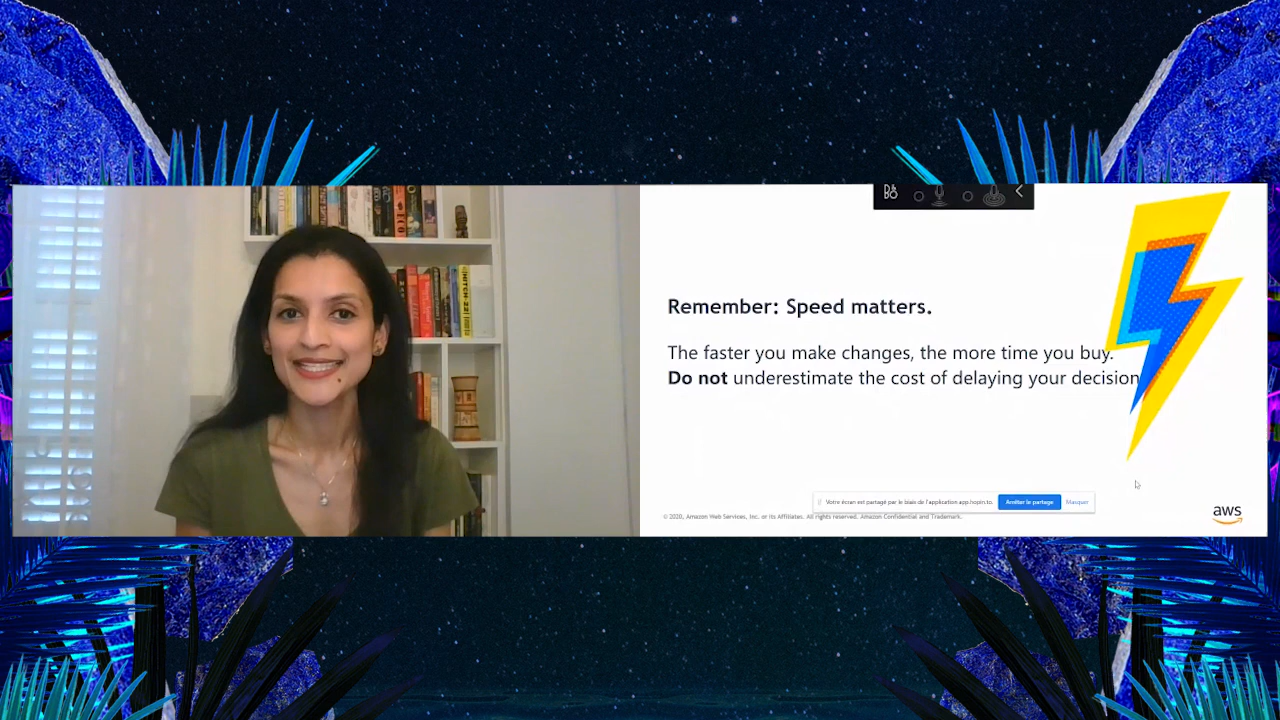 HITCH-22
Remember: Speed matters.
The faster you make changes, the more time you buy.
Do not underestimate the cost of delaying your decision
Votre écran est partagé par le biais de l'application app.hopin.to.
Arrêter le partage
Masquer
© 2020, Amazon Web Services, Inc. or its Affiliates. All rights reserved. Amazon Confidential and Trademark.
aws